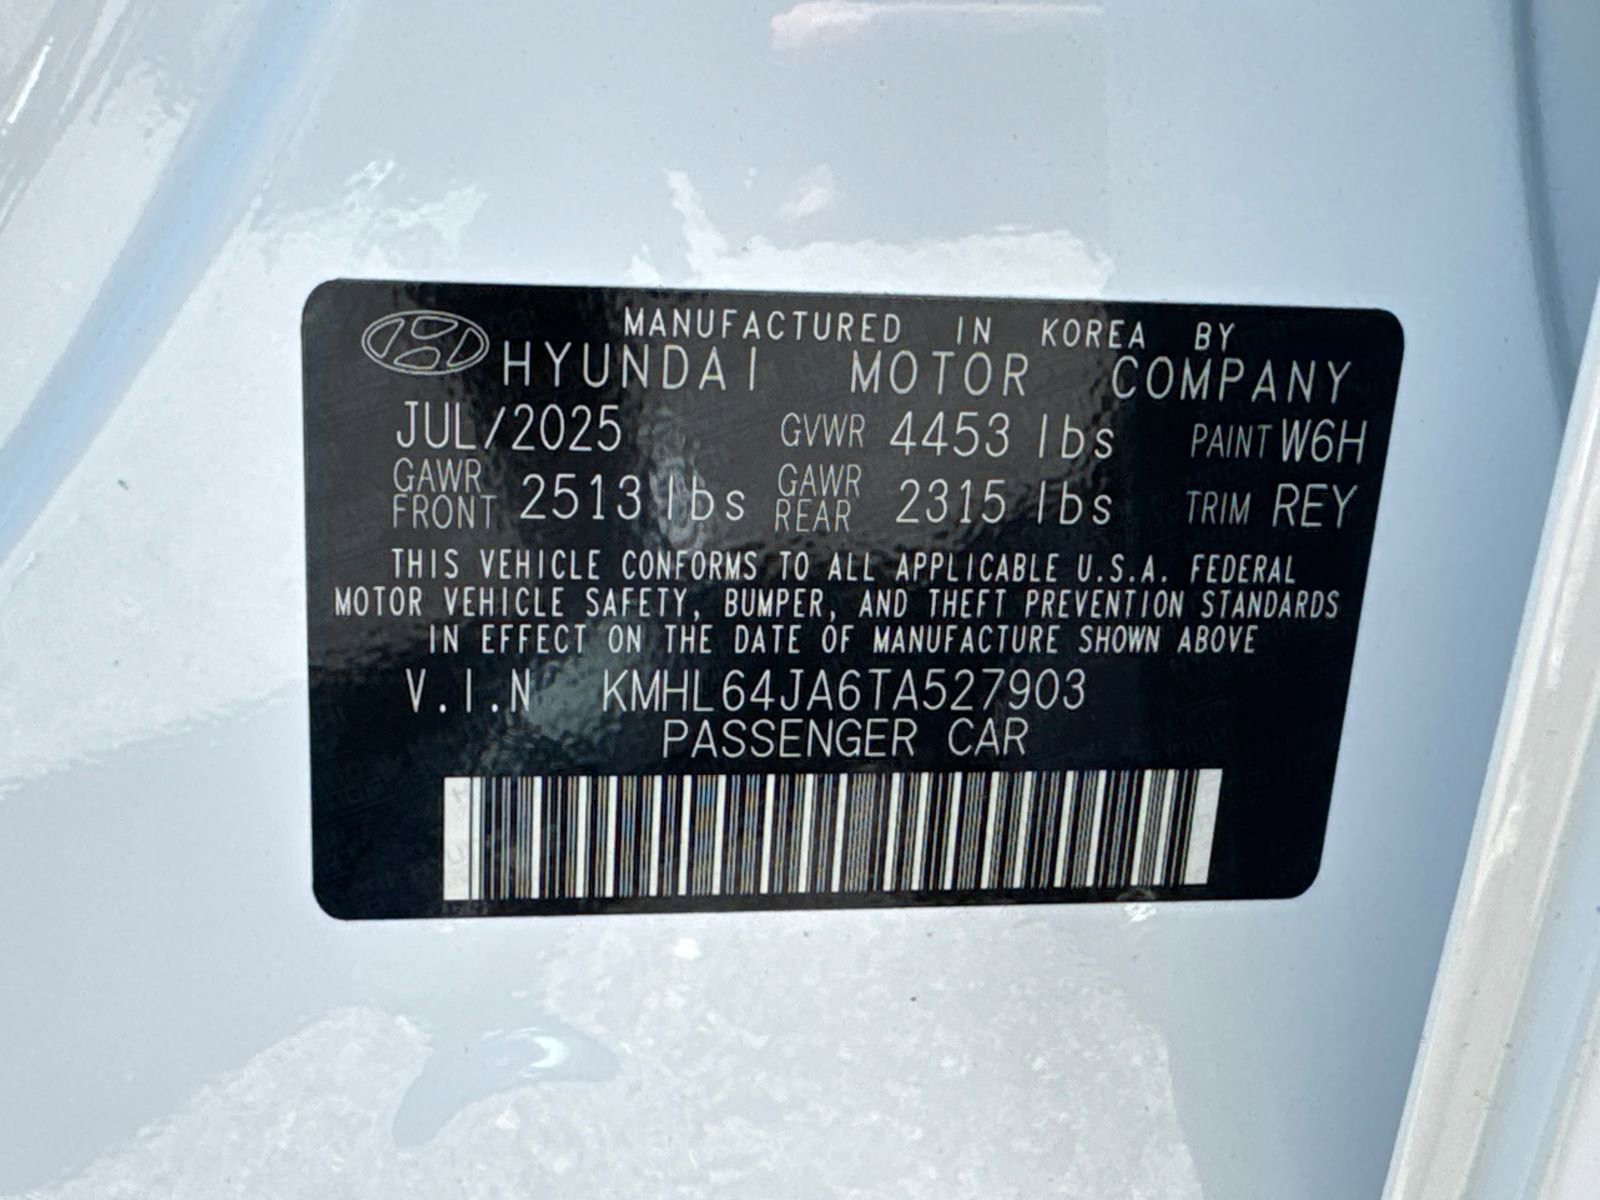 MANUFACTURED IN KOREA BY
HYUNDAI MOTOR COMPANY
JUL/2025 GVWR 4453 lbs PAINT W6H
GAWR FRONT 2513 lbs GAWR REAR 2315 lbs TRIM REY
THIS VEHICLE CONFORMS TO ALL APPLICABLE U.S.A. FEDERAL
MOTOR VEHICLE SAFETY, BUMPER, AND THEFT PREVENTION STANDARDS
IN EFFECT ON THE DATE OF MANUFACTURE SHOWN ABOVE
V.I.N KMHL64JA6TA527903
PASSENGER CAR